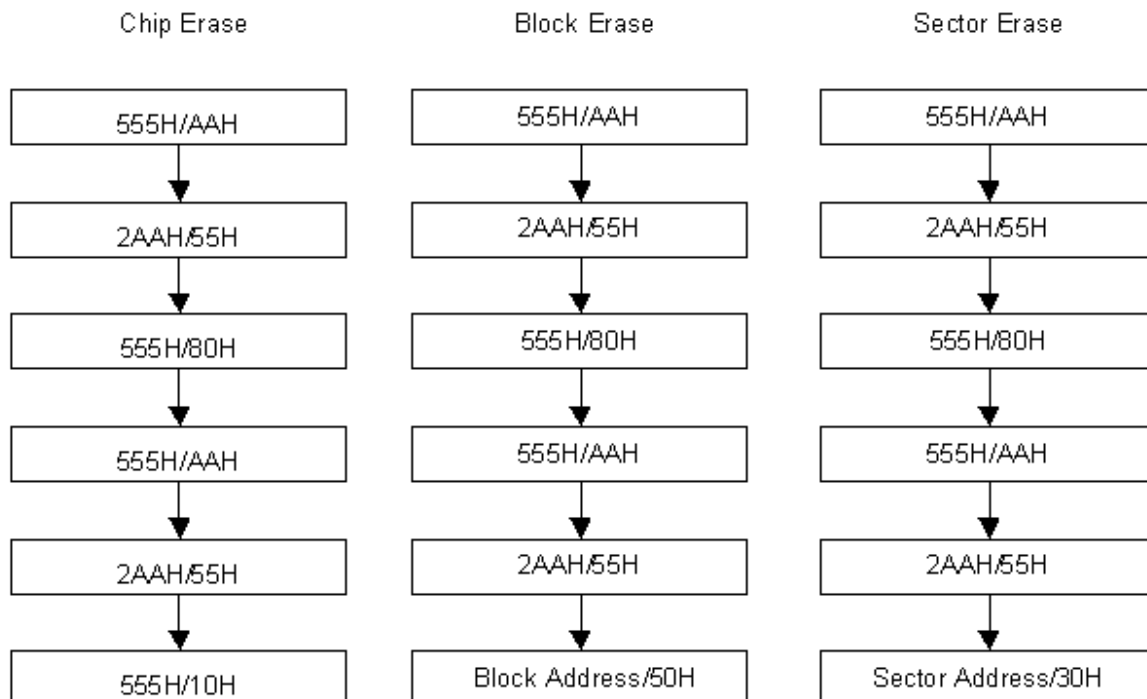 Chip Erase
Block Erase
Sector Erase
555H/AAH
555H/AAH
555H/AAH
2AAH/55H
2AAH/55H
2AAH/55H
555H/80H
555H/80H
555H/80H
555H/AAH
555H/AAH
555H/AAH
2AAH/55H
2AAH/55H
2AAH/55H
555H/10H
Block Address/50H
Sector Address/30H